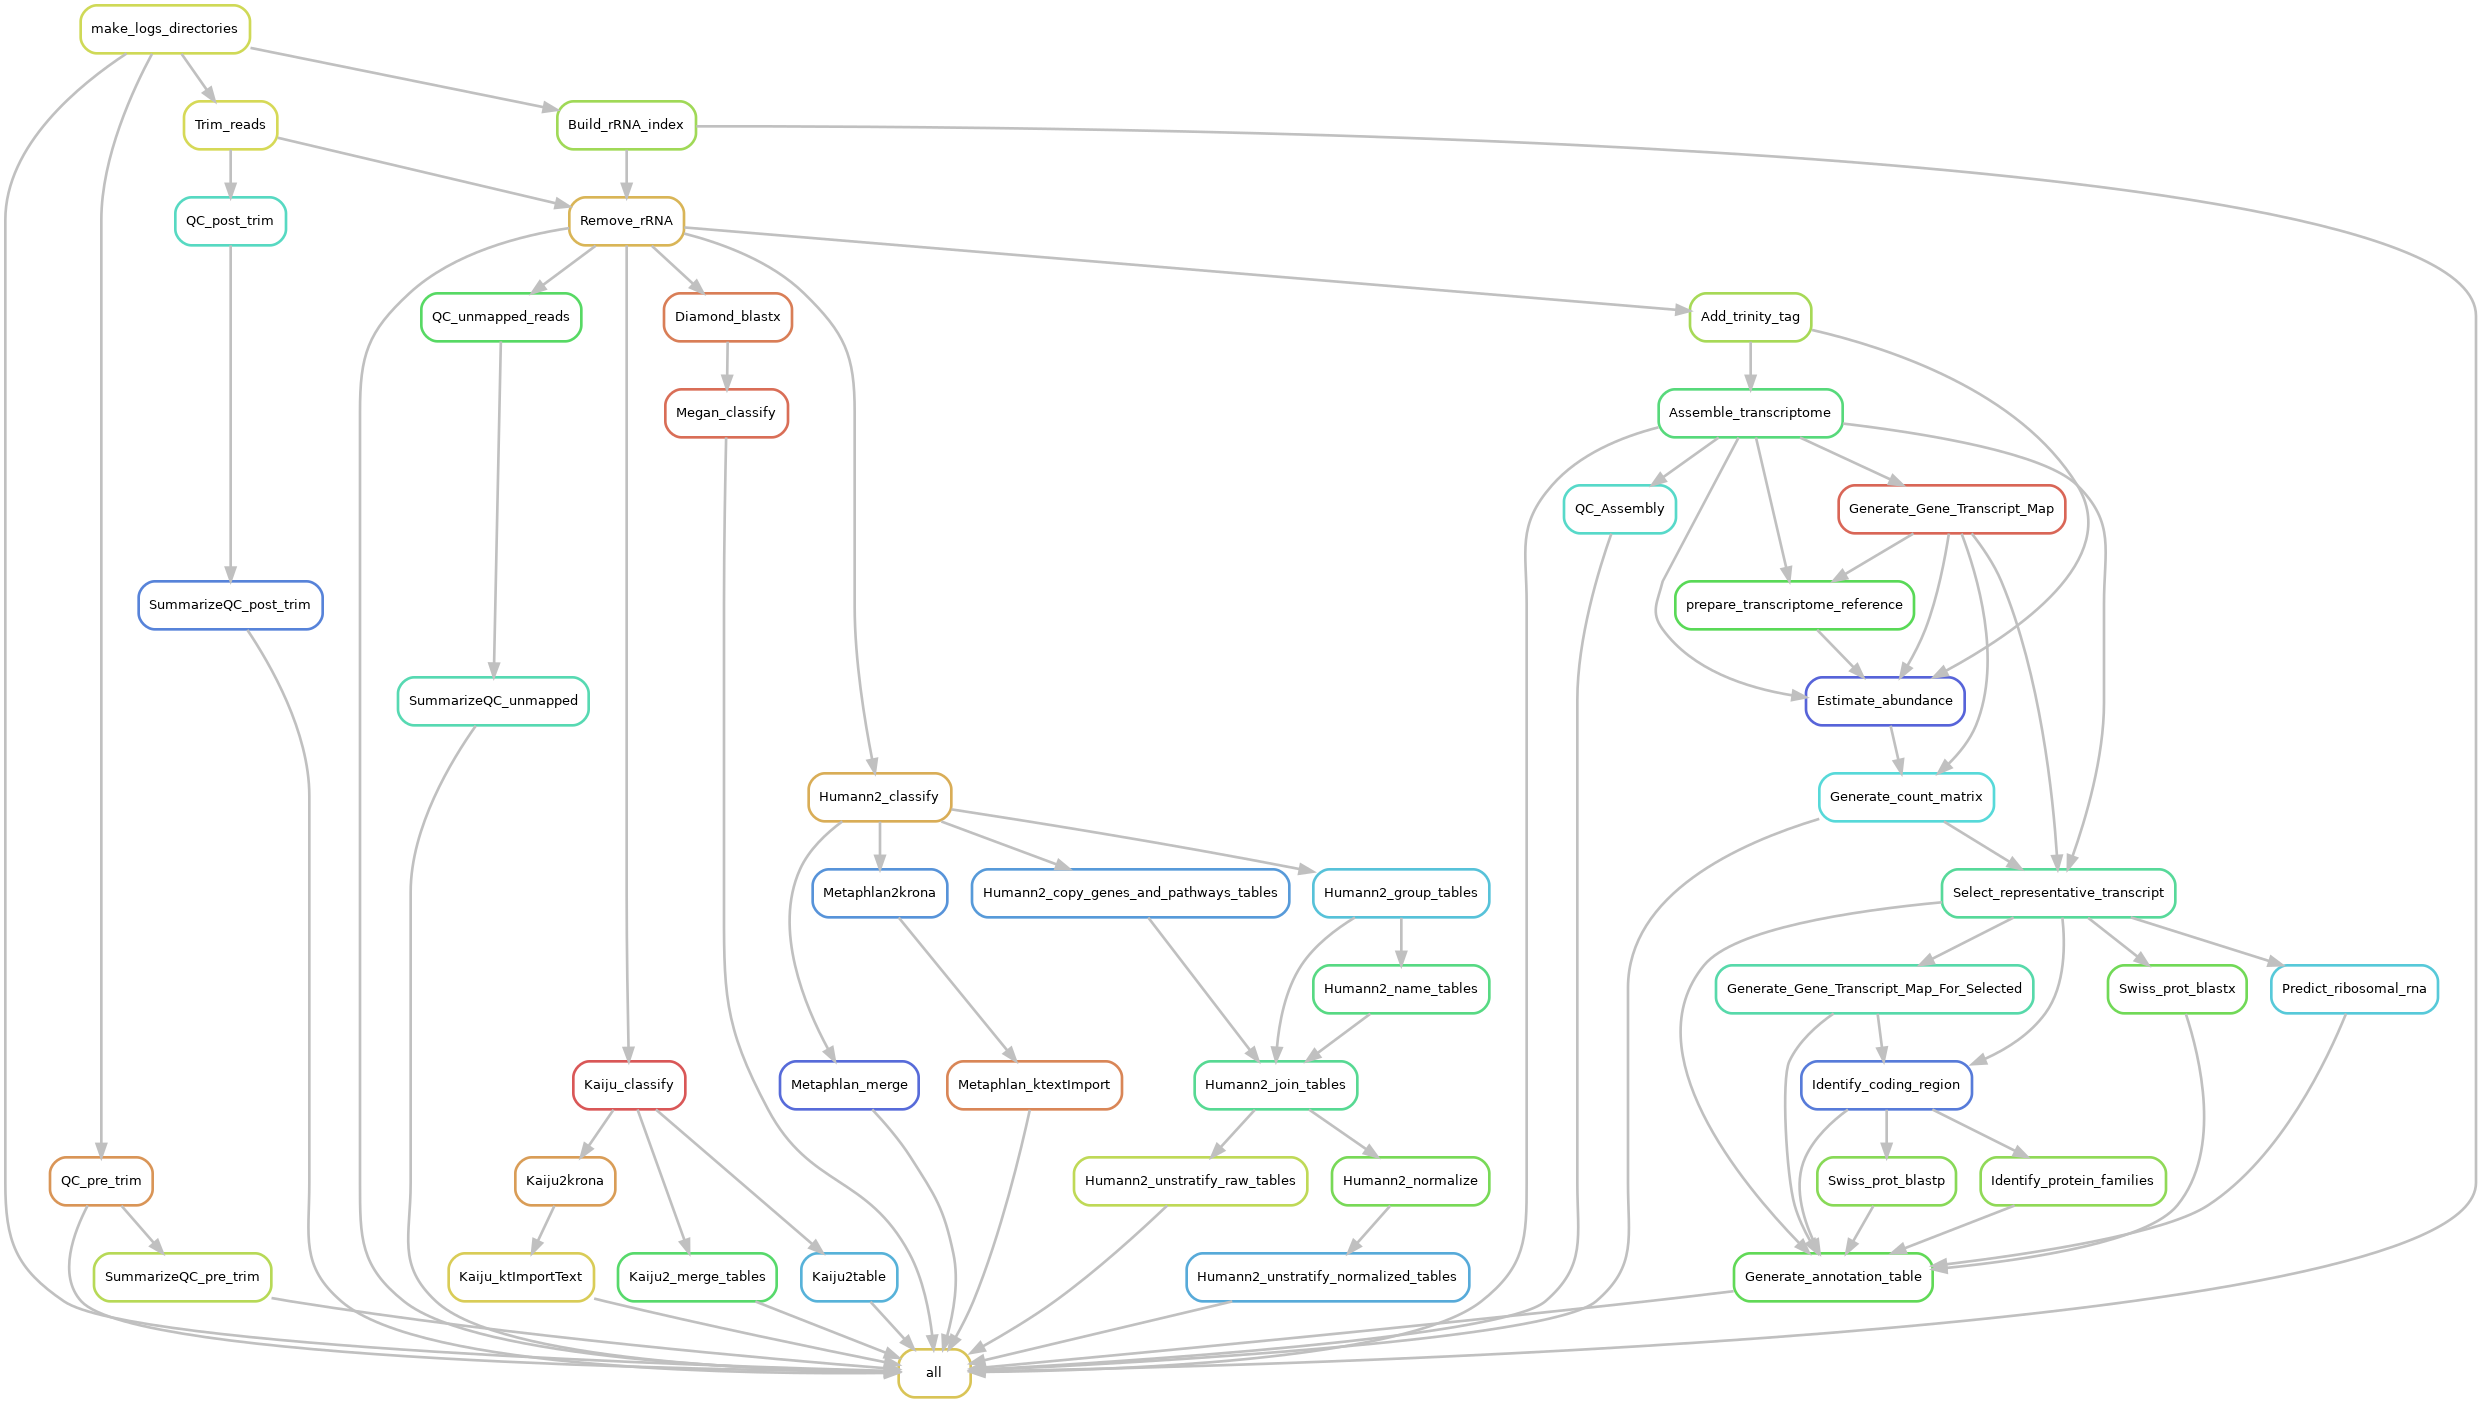 make_logs_directories
Trim_reads
Build_rRNA_index
QC_post_trim
Remove_rRNA
QC_unmapped_reads
Diamond_blastx
Add_trinity_tag
Megan_classify
Assemble_transcriptome
QC_Assembly
Generate_Gene_Transcript_Map
SummarizeQC_post_trim
prepare_transcriptome_reference
SummarizeQC_unmapped
Estimate_abundance
Humann2_classify
Generate_count_matrix
Metaphlan2krona
Humann2_copy_genes_and_pathways_tables
Humann2_group_tables
Select_representative_transcript
Humann2_name_tables
Generate_Gene_Transcript_Map_For_Selected
Swiss_prot_blastx
Predict_ribosomal_rna
Kaiju_classify
Metaphlan_merge
Metaphlan_ktextImport
Humann2_join_tables
Identify_coding_region
QC_pre_trim
Kaiju2krona
Humann2_unstratify_raw_tables
Humann2_normalize
Swiss_prot_blastp
Identify_protein_families
SummarizeQC_pre_trim
Kaiju_ktImportText
Kaiju2_merge_tables
Kaiju2table
Humann2_unstratify_normalized_tables
Generate_annotation_table
all